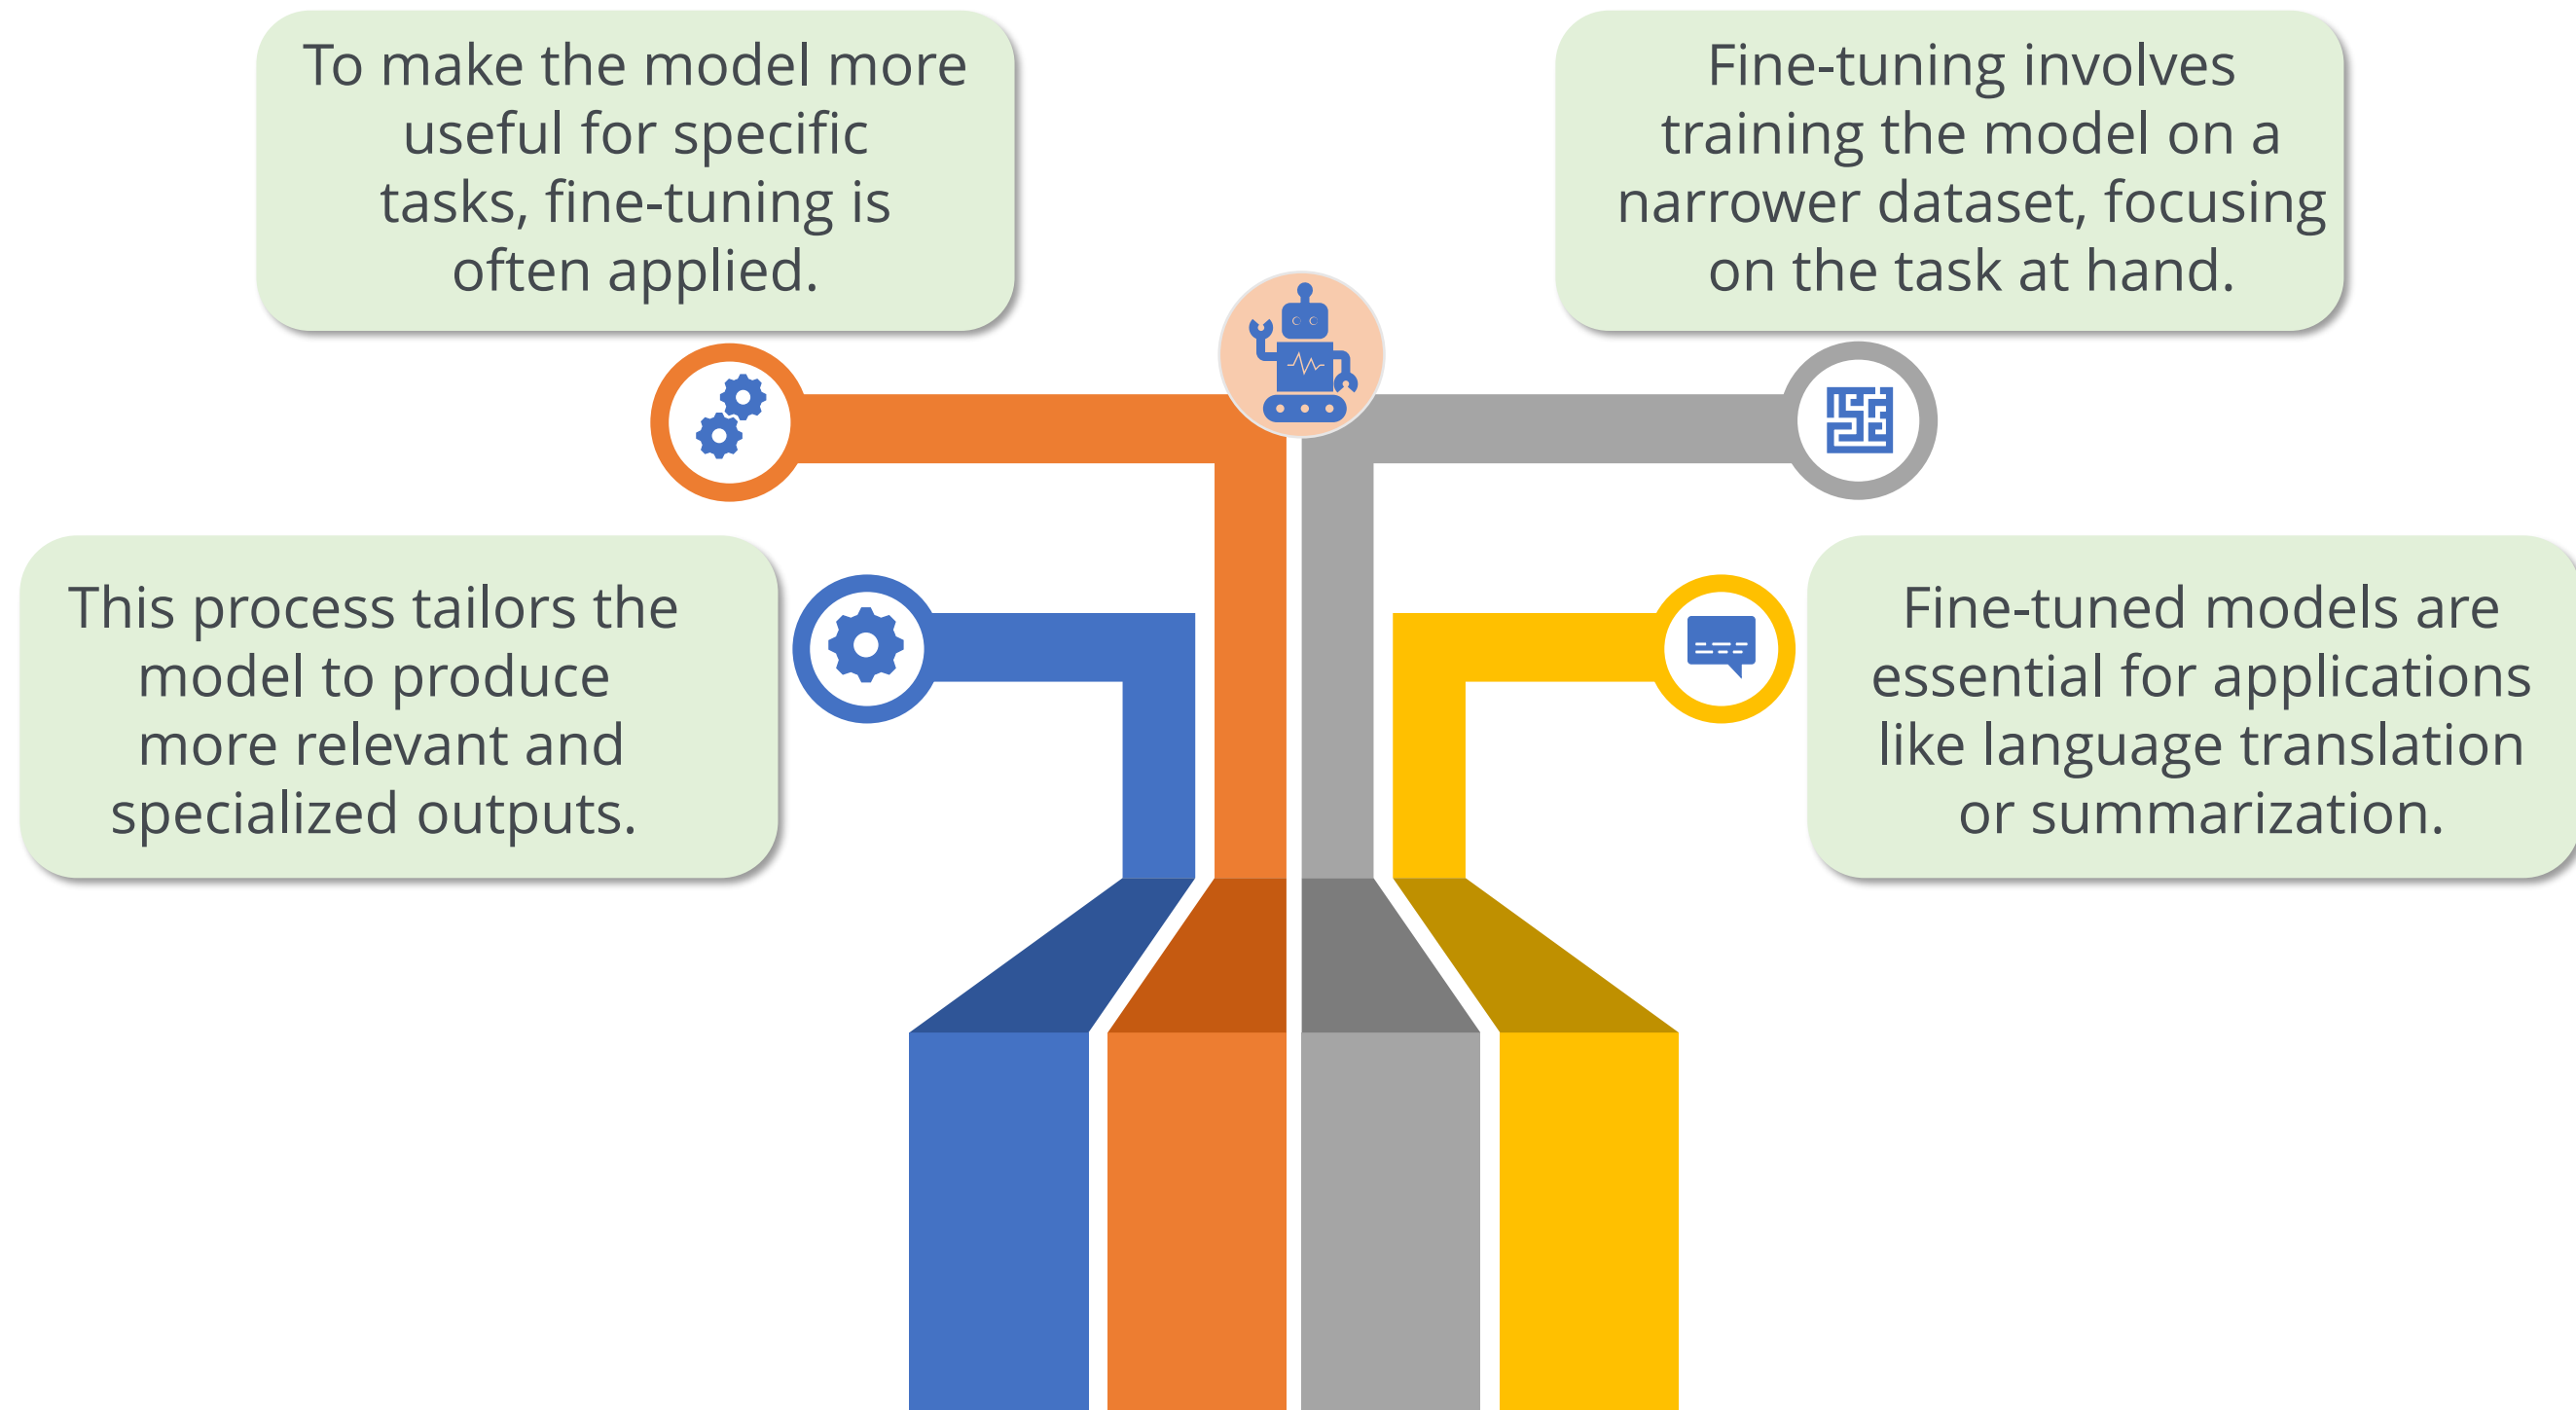 To make the model more
useful for specific
tasks, fine-tuning is
often applied.
Fine-tuning involves
training the model on a
narrower dataset, focusing
on the task at hand.
This process tailors the
model to produce
more relevant and
specialized outputs.
Fine-tuned models are
essential for applications
like language translation
or summarization.